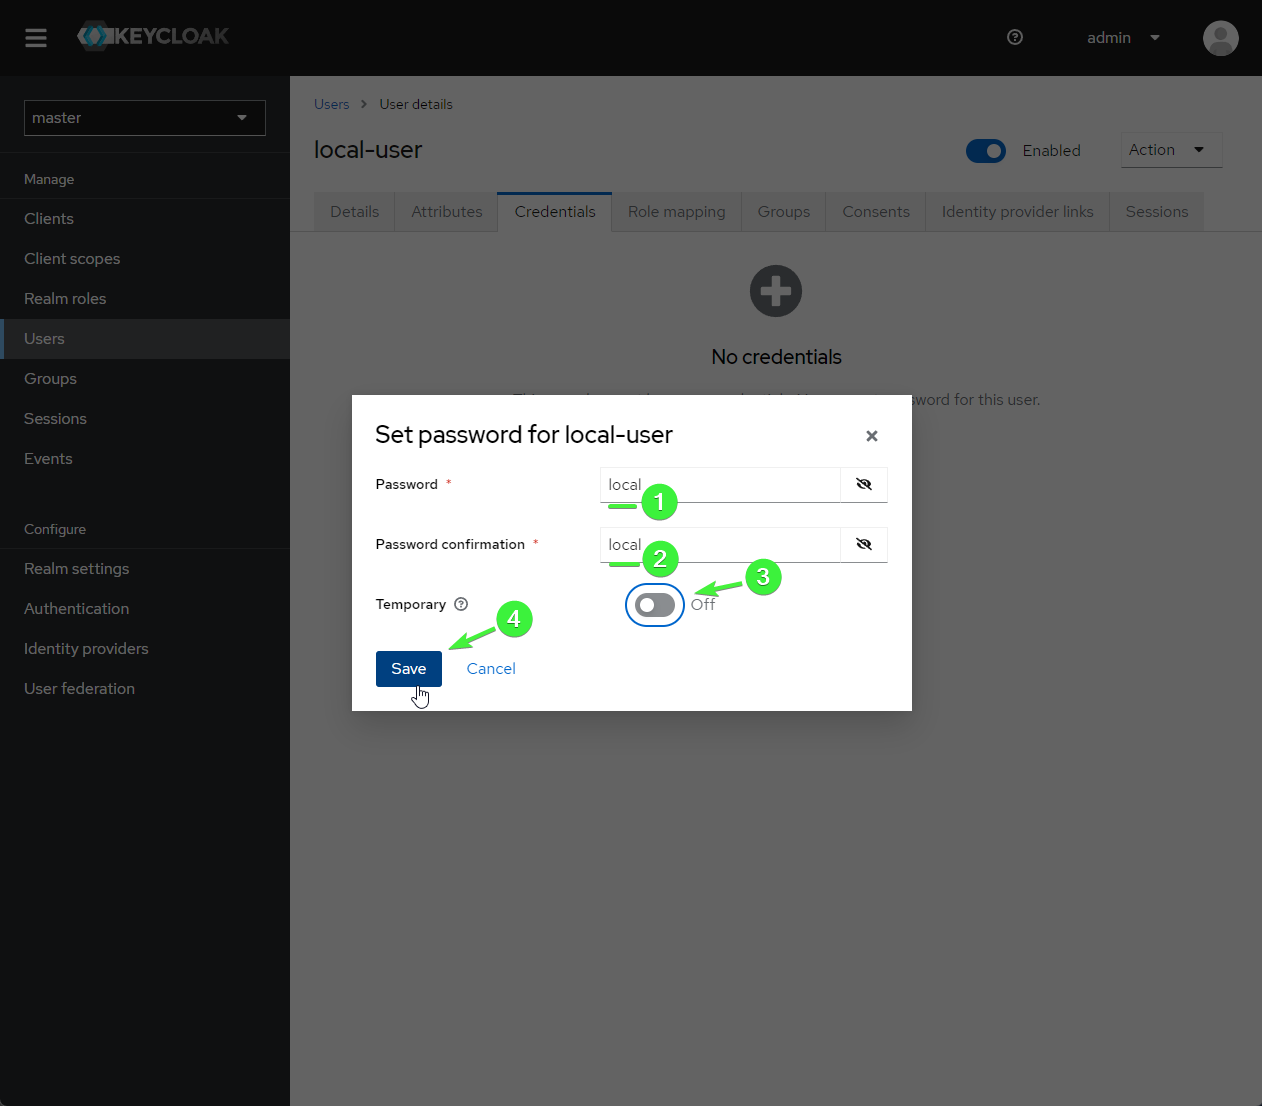 KEYCLOAK
admin
master
Manage
Clients
Client scopes
Realm roles
Users
Groups
Sessions
Events
Configure
Realm settings
Authentication
Identity providers
User federation
Users > User details
local-user
Enabled
Action
Details Attributes Credentials Role mapping Groups Consents Identity provider links Sessions
No credentials
for this user.
Set password for local-user
Password *
local
1
Password confirmation *
local
2
Temporary
Off
3
4
Save
Cancel